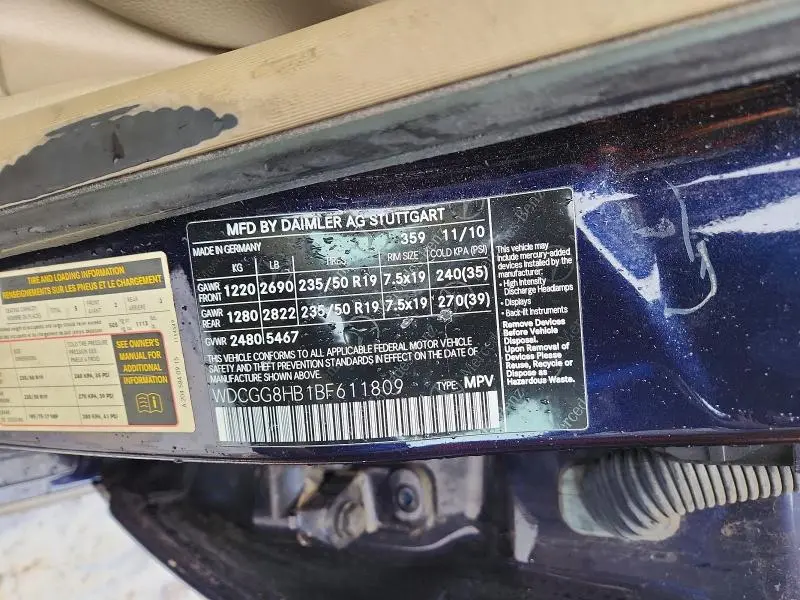 MFD BY DAIMLER AG STUTTGART
MADE IN GERMANY 359 11/10
KG LB TIRES RIM SIZE COLD KPA (PSI)
GAWR FRONT 1220 2690 235/50 R19 7.5x19 240(35)
GAWR REAR 1280 2822 235/50 R19 7.5x19 270(39)
GVWR 2480 5467
THIS VEHICLE CONFORMS TO ALL APPLICABLE FEDERAL MOTOR VEHICLE
SAFETY AND THEFT PREVENTION STANDARDS IN EFFECT ON THE DATE OF
MANUFACTURE SHOWN ABOVE.
WDCGG8HB1BF611809 TYPE: MPV
This vehicle may
include mercury-added
devices installed by the
manufacturer:
• High Intensity
Discharge Headlamps
• Displays
• Back-lit Instruments
Remove Devices
Before Vehicle
Disposal.
Upon Removal of
Devices Please
Reuse, Recycle or
Dispose as
Hazardous Waste.
TIRE AND LOADING INFORMATION
RENSEIGNEMENTS SUR LES PNEUS ET LE CHARGEMENT
SEE OWNER'S
MANUAL FOR
ADDITIONAL
INFORMATION